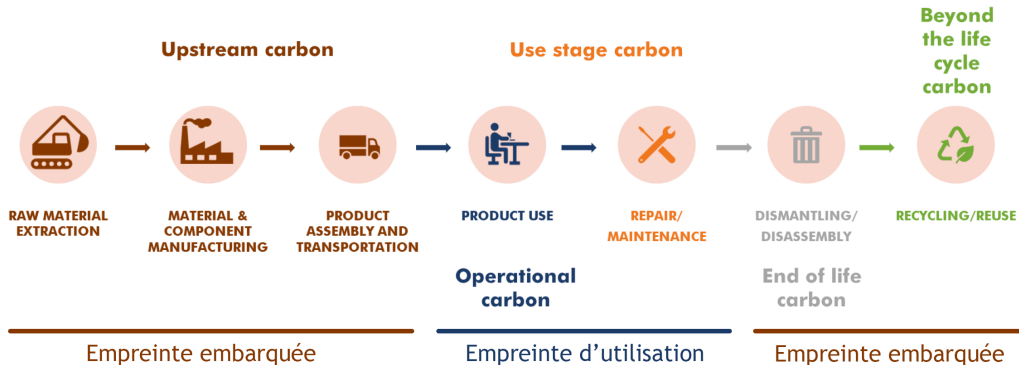 Upstream carbon
Use stage carbon
Beyond
the life
cycle
carbon
RAW MATERIAL
EXTRACTION
MATERIAL &
COMPONENT
MANUFACTURING
PRODUCT
ASSEMBLY AND
TRANSPORTATION
PRODUCT USE
REPAIR/
MAINTENANCE
DISMANTLING/
DISASSEMBLY
RECYCLING/REUSE
Operational
carbon
End of life
carbon
Empreinte embarquée
Empreinte d’utilisation
Empreinte embarquée